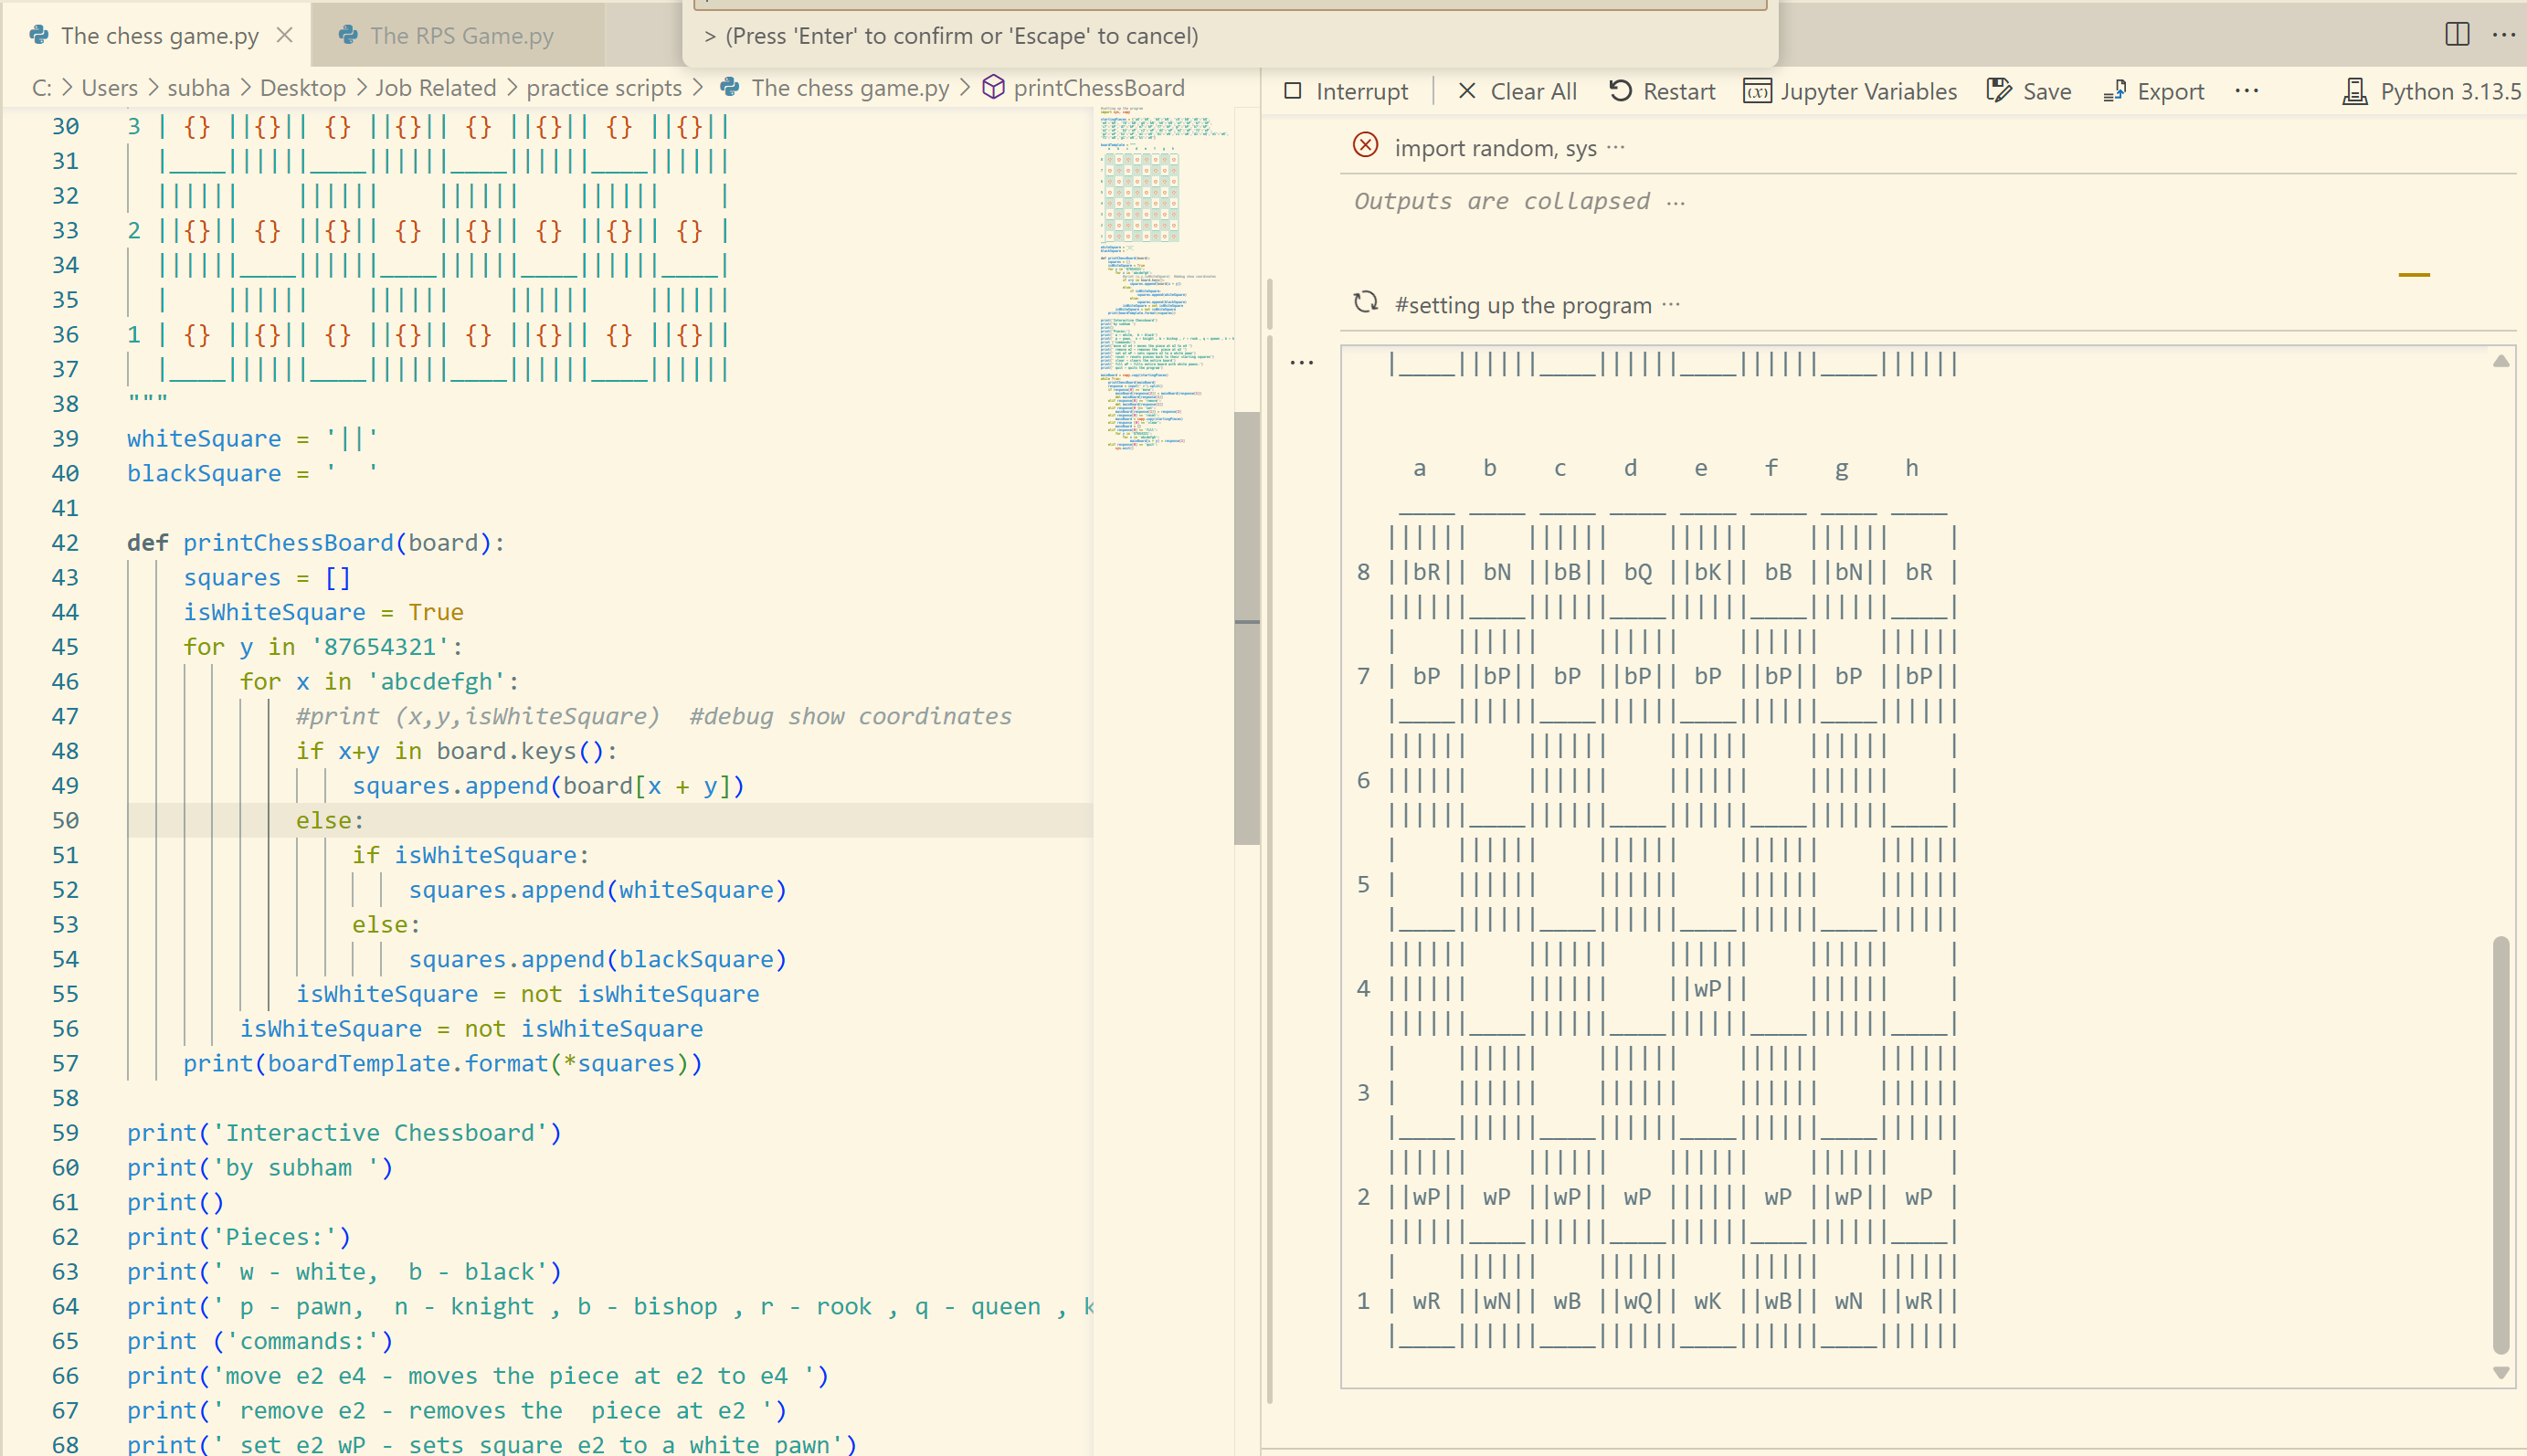 The chess game.py
The RPS Game.py
> (Press 'Enter' to confirm or 'Escape' to cancel)
C: > Users > subha > Desktop > Job Related > practice scripts > The chess game.py > printChessBoard
30 3 | {} ||{}|| {} ||{}|| {} ||{}|| {} ||{}||
31 |____||||||____||||||____||||||____||||||
32 ||||||    ||||||    ||||||    ||||||    |
33 2 ||{}|| {} ||{}|| {} ||{}|| {} ||{}|| {} |
34 ||||||____||||||____||||||____||||||____|
35 |    ||||||    ||||||    ||||||    ||||||
36 1 | {} ||{}|| {} ||{}|| {} ||{}|| {} ||{}||
37 |____||||||____||||||____||||||____||||||
38 """
39 whiteSquare = '||'
40 blackSquare = '  '
41
42 def printChessBoard(board):
43 squares = []
44 isWhiteSquare = True
45 for y in '87654321':
46 for x in 'abcdefgh':
47 #print (x,y,isWhiteSquare)  #debug show coordinates
48 if x+y in board.keys():
49 squares.append(board[x + y])
50 else:
51 if isWhiteSquare:
52 squares.append(whiteSquare)
53 else:
54 squares.append(blackSquare)
55 isWhiteSquare = not isWhiteSquare
56 isWhiteSquare = not isWhiteSquare
57 print(boardTemplate.format(*squares))
58
59 print('Interactive Chessboard')
60 print('by subham ')
61 print()
62 print('Pieces:')
63 print(' w - white,  b - black')
64 print(' p - pawn,  n - knight , b - bishop , r - rook , q - queen , k
65 print ('commands:')
66 print('move e2 e4 - moves the piece at e2 to e4 ')
67 print(' remove e2 - removes the  piece at e2 ')
68 print(' set e2 wP - sets square e2 to a white pawn')
Interrupt | Clear All Restart Jupyter Variables Save Export ··· Python 3.13.5
import random, sys ···
Outputs are collapsed ···
#setting up the program ···
···
|____||||||____||||||____||||||____||||||
a    b    c    d    e    f    g    h
____ ____ ____ ____ ____ ____ ____ ____
||||||    ||||||    ||||||    ||||||    |
8 ||bR|| bN ||bB|| bQ ||bK|| bB ||bN|| bR |
||||||____||||||____||||||____||||||____|
|    ||||||    ||||||    ||||||    ||||||
7 | bP ||bP|| bP ||bP|| bP ||bP|| bP ||bP||
|____||||||____||||||____||||||____||||||
||||||    ||||||    ||||||    ||||||    |
6 ||||||    ||||||    ||||||    ||||||    |
||||||____||||||____||||||____||||||____|
|    ||||||    ||||||    ||||||    ||||||
5 |    ||||||    ||||||    ||||||    ||||||
|____||||||____||||||____||||||____||||||
||||||    ||||||    ||||||    ||||||    |
4 ||||||    ||||||    ||wP||    ||||||    |
||||||____||||||____||||||____||||||____|
|    ||||||    ||||||    ||||||    ||||||
3 |    ||||||    ||||||    ||||||    ||||||
|____||||||____||||||____||||||____||||||
||||||    ||||||    ||||||    ||||||    |
2 ||wP|| wP ||wP|| wP |||||| wP ||wP|| wP |
||||||____||||||____||||||____||||||____|
|    ||||||    ||||||    ||||||    ||||||
1 | wR ||wN|| wB ||wQ|| wK ||wB|| wN ||wR||
|____||||||____||||||____||||||____||||||